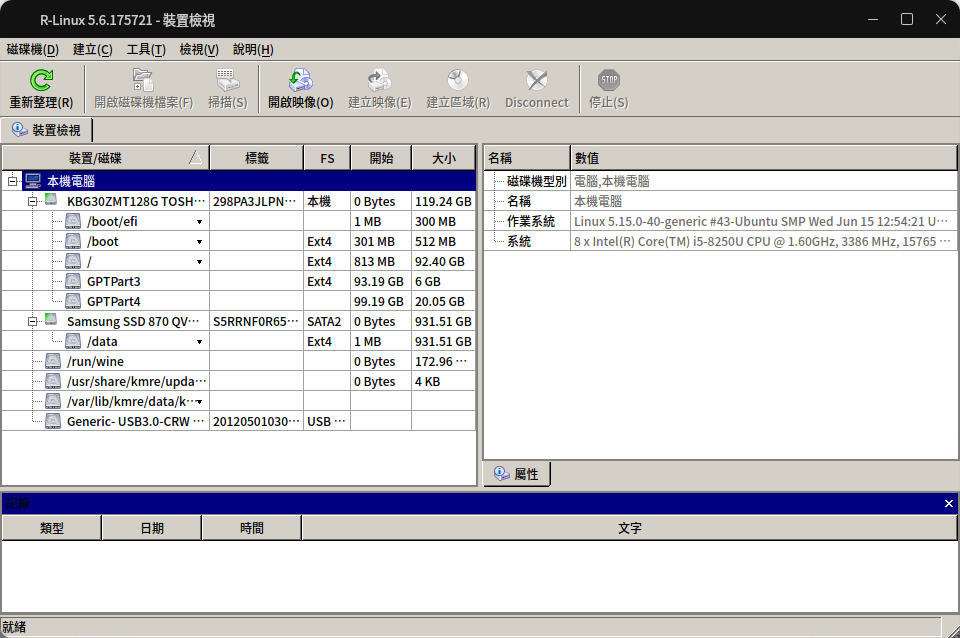 R-Linux 5.6.175721 - 裝置檢視
磁碟機(D) 建立(C) 工具(T) 檢視(V) 說明(H)
重新整理(R) 開啟磁碟機檔案(F) 掃描(S) 開啟映像(O) 建立映像(E) 建立區域(R) Disconnect STOP 停止(S)
裝置檢視
裝置/磁碟 標籤 FS 開始 大小
本機電腦
KBG30ZMT128G TOSH··· 298PA3JLPN··· 本機 0 Bytes 119.24 GB
/boot/efi 1 MB 300 MB
/boot Ext4 301 MB 512 MB
/ Ext4 813 MB 92.40 GB
GPTPart3 Ext4 93.19 GB 6 GB
GPTPart4 99.19 GB 20.05 GB
Samsung SSD 870 QV··· S5RRNF0R65··· SATA2 0 Bytes 931.51 GB
/data Ext4 1 MB 931.51 GB
/run/wine 0 Bytes 172.96 ···
/usr/share/kmre/upda··· 0 Bytes 4 KB
/var/lib/kmre/data/k···
Generic- USB3.0-CRW ··· 20120501030··· USB ···
名稱 數值
磁碟機型別 電腦,本機電腦
名稱 本機電腦
作業系統 Linux 5.15.0-40-generic #43-Ubuntu SMP Wed Jun 15 12:54:21 U···
系統 8 x Intel(R) Core(TM) i5-8250U CPU @ 1.60GHz, 3386 MHz, 15765 ···
屬性
記錄
類型 日期 時間 文字
就緒